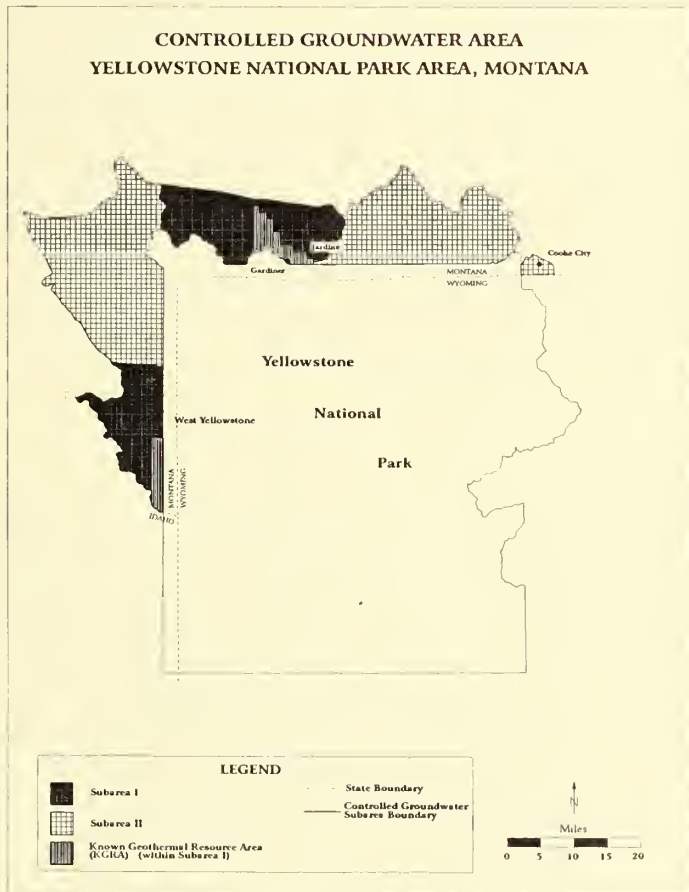 CONTROLLED GROUNDWATER AREA
YELLOWSTONE NATIONAL PARK AREA, MONTANA
Jardine
Cooke City
Gardiner
MONTANA
WYOMING
Yellowstone
West Yellowstone
National
Park
MONTANA
WYOMING
IDAHO
LEGEND
Subarea I
Subarea II
Known Geothermal Resource Area
(KGRA) (within Subarea I)
State Boundary
Controlled Groundwater
Subarea Boundary
N
Miles
0 5 10 15 20